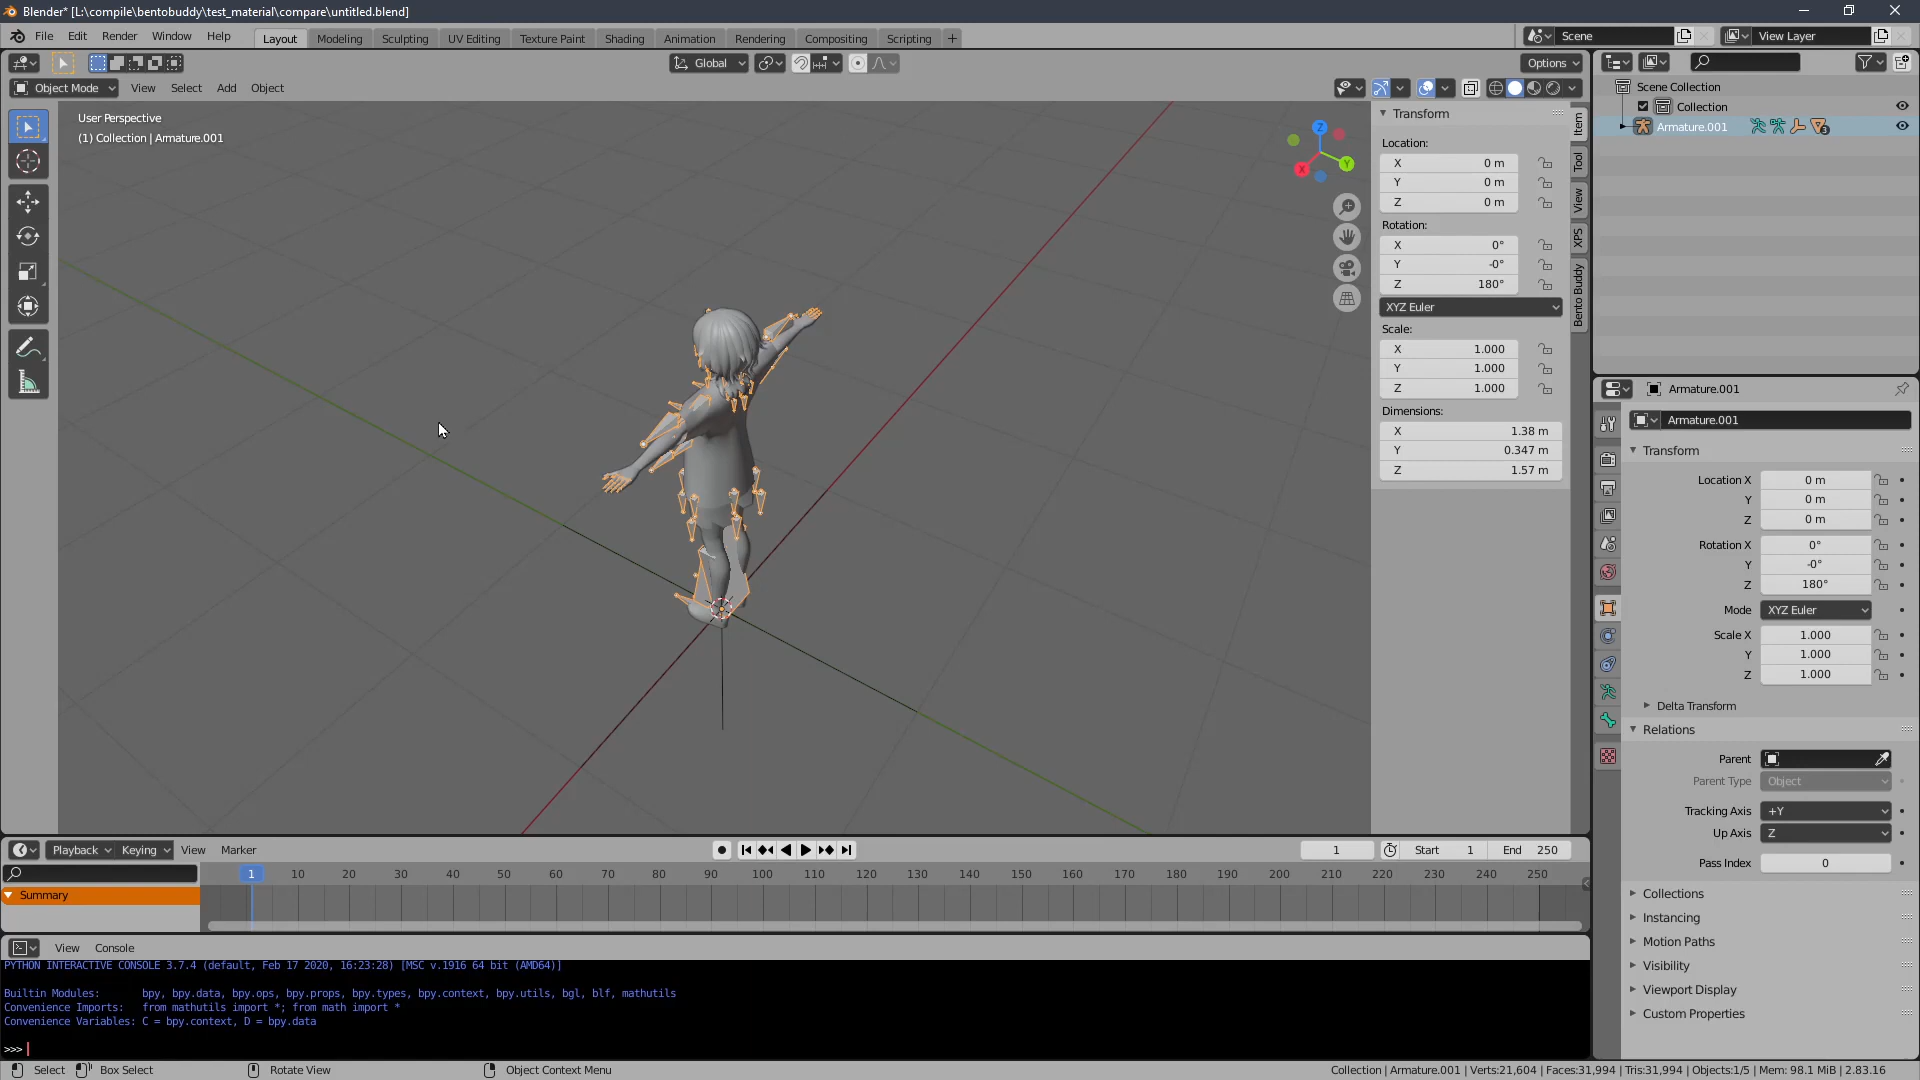 Blender* [L:\compile\bentobuddy\test_material\compare\untitled.blend]
File Edit Render Window Help
Layout Modeling Sculpting UV Editing Texture Paint Shading Animation Rendering Compositing Scripting +
Scene
View Layer
Global
Options
Object Mode View Select Add Object
User Perspective
(1) Collection | Armature.001
Z
Y
X
Transform
Location:
X 0 m
Y 0 m
Z 0 m
Rotation:
X 0°
Y -0°
Z 180°
XYZ Euler
Scale:
X 1.000
Y 1.000
Z 1.000
Dimensions:
X 1.38 m
Y 0.347 m
Z 1.57 m
Item
Tool
View
XPS
Bento Buddy
Scene Collection
Collection
Armature.001
3
Armature.001
Armature.001
Transform
Location X 0 m
Y 0 m
Z 0 m
Rotation X 0°
Y -0°
Z 180°
Mode XYZ Euler
Scale X 1.000
Y 1.000
Z 1.000
Delta Transform
Relations
Parent
Parent Type Object
Tracking Axis +Y
Up Axis Z
Pass Index 0
Collections
Instancing
Motion Paths
Visibility
Viewport Display
Custom Properties
Playback Keying View Marker
1 Start 1 End 250
1 10 20 30 40 50 60 70 80 90 100 110 120 130 140 150 160 170 180 190 200 210 220 230 240 250
Summary
View Console
PYTHON INTERACTIVE CONSOLE 3.7.4 (default, Feb 17 2020, 16:23:28) [MSC v.1916 64 bit (AMD64)]
Builtin Modules: bpy, bpy.data, bpy.ops, bpy.props, bpy.types, bpy.context, bpy.utils, bgl, blf, mathutils
Convenience Imports: from mathutils import *; from math import *
Convenience Variables: C = bpy.context, D = bpy.data
>>>
Select Box Select Rotate View Object Context Menu
Collection | Armature.001 | Verts:21,604 | Faces:31,994 | Tris:31,994 | Objects:1/5 | Mem: 98.1 MiB | 2.83.16